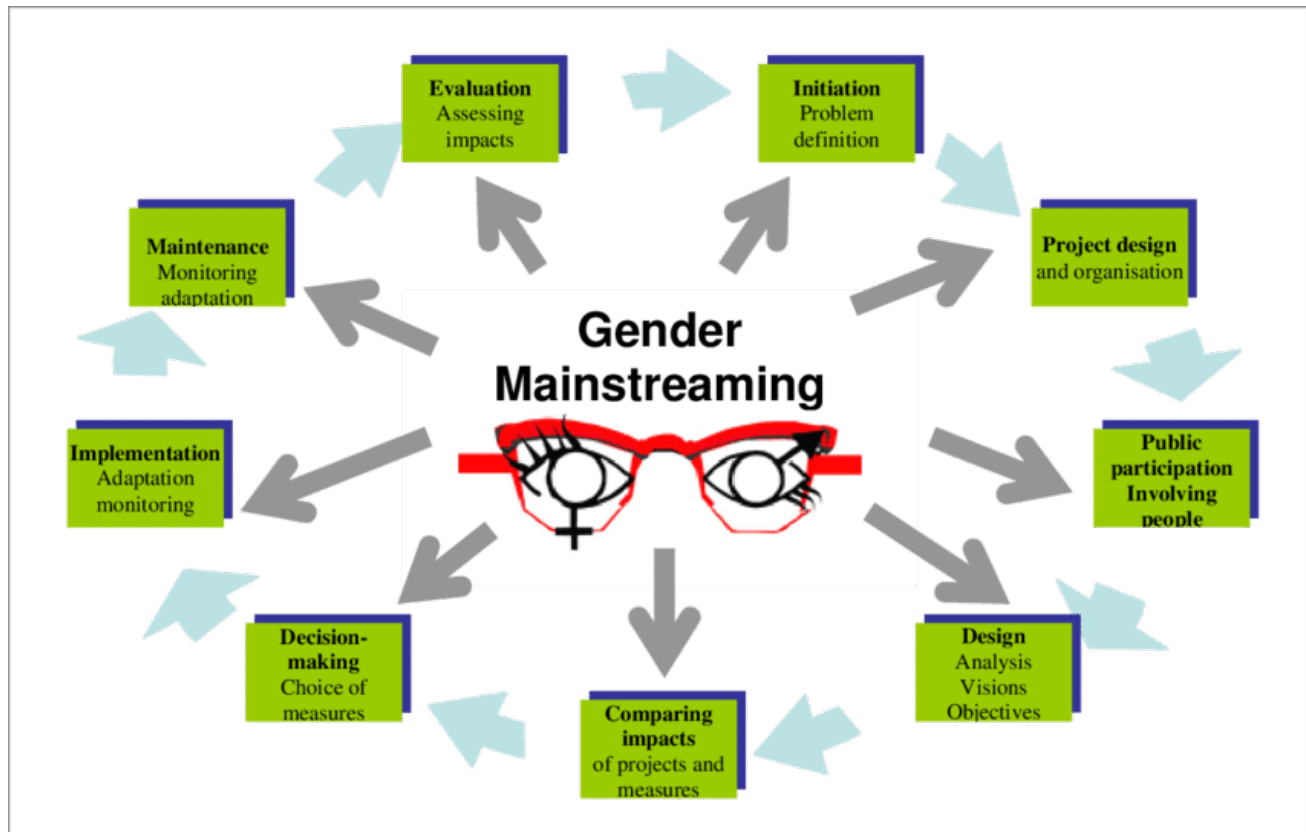 Evaluation
Assessing
impacts
Initiation
Problem
definition
Maintenance
Monitoring
adaptation
Project design
and organisation
Gender
Mainstreaming
Implementation
Adaptation
monitoring
Public
participation
Involving
people
Decision-
making
Choice of
measures
Design
Analysis
Visions
Objectives
Comparing
impacts
of projects and
measures